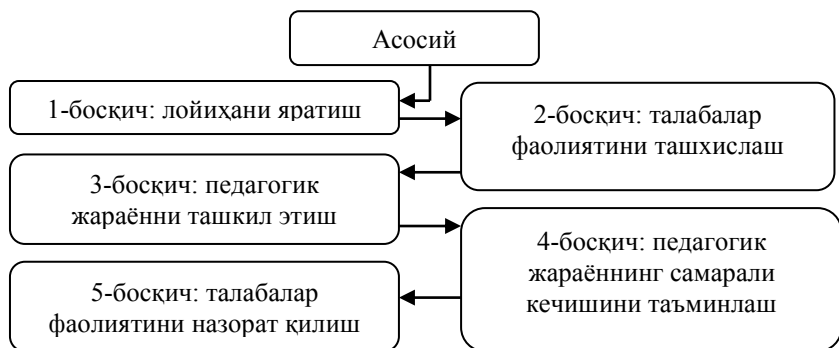 Асосий
1-босқич: лойиҳани яратиш
2-босқич: талабалар
фаолиятини ташхислаш
3-босқич: педагогик
жараённи ташкил этиш
4-босқич: педагогик
жараённинг самарали
кечишини таъминлаш
5-босқич: талабалар
фаолиятини назорат қилиш